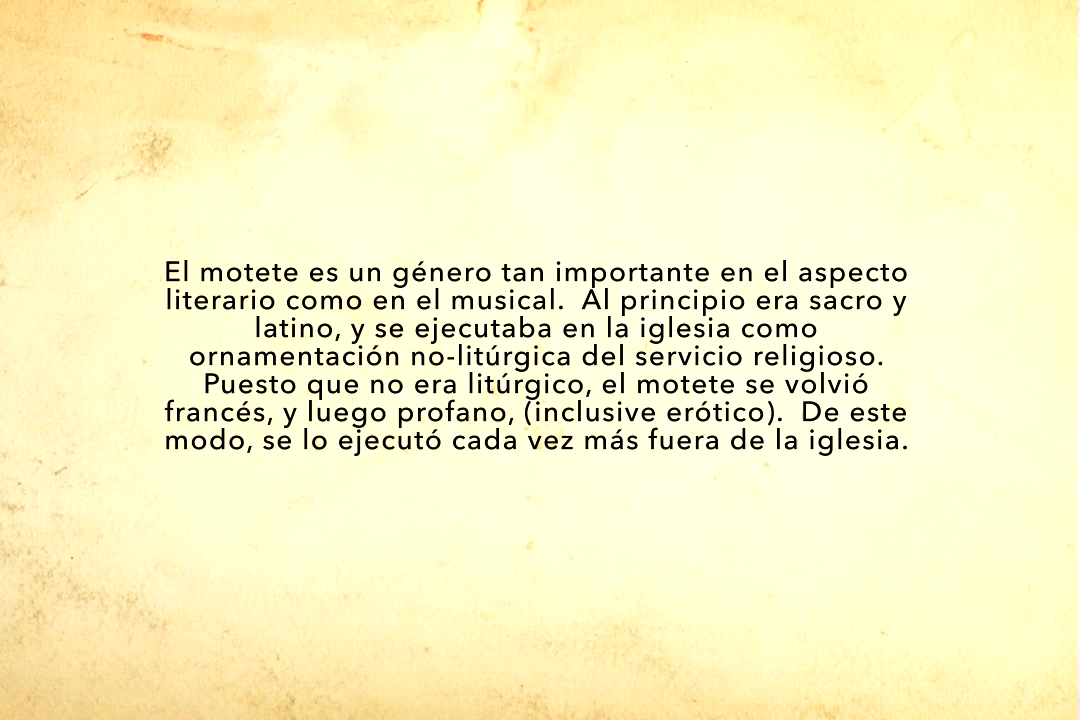 El motete es un género tan importante en el aspecto
literario como en el musical.  Al principio era sacro y
latino, y se ejecutaba en la iglesia como
ornamentación no-litúrgica del servicio religioso.
Puesto que no era litúrgico, el motete se volvió
francés, y luego profano, (inclusive erótico).  De este
modo, se lo ejecutó cada vez más fuera de la iglesia.